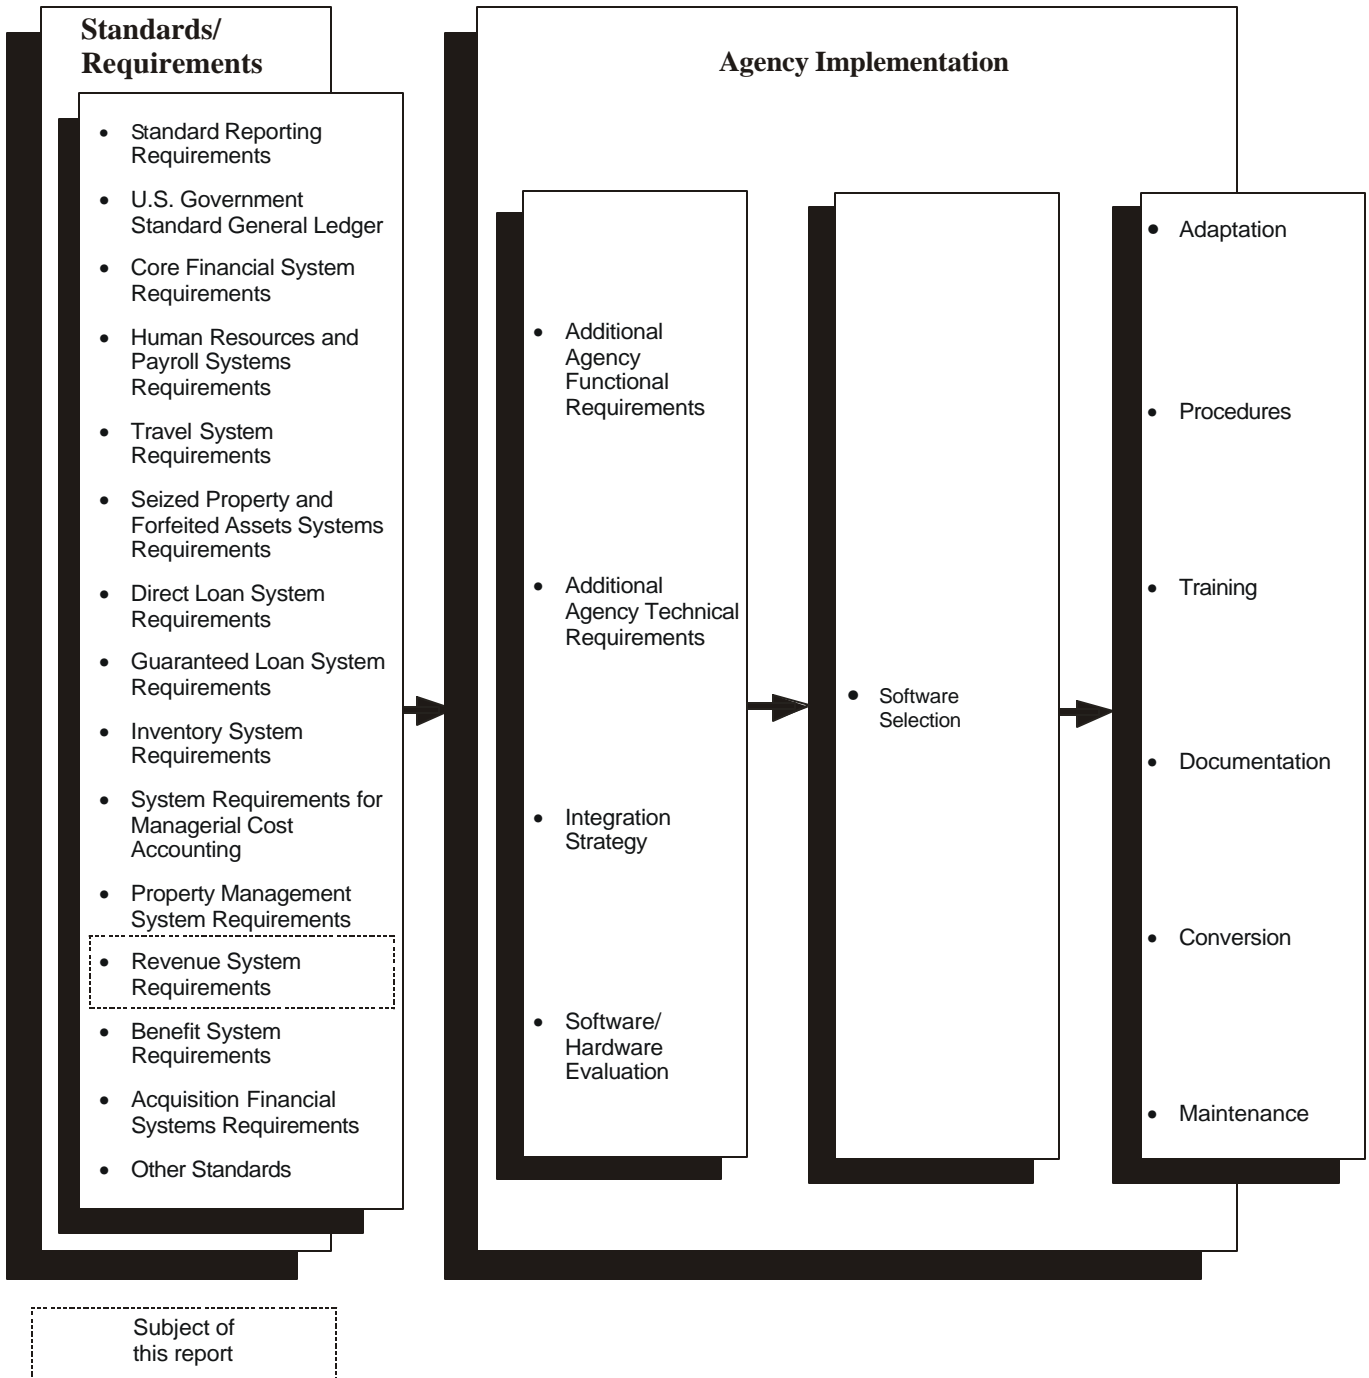 Standards/
Requirements
• Standard Reporting
Requirements
• U.S. Government
Standard General Ledger
• Core Financial System
Requirements
• Human Resources and
Payroll Systems
Requirements
• Travel System
Requirements
• Seized Property and
Forfeited Assets Systems
Requirements
• Direct Loan System
Requirements
• Guaranteed Loan System
Requirements
• Inventory System
Requirements
• System Requirements for
Managerial Cost
Accounting
• Property Management
System Requirements
• Revenue System
Requirements
• Benefit System
Requirements
• Acquisition Financial
Systems Requirements
• Other Standards
Agency Implementation
• Additional
Agency
Functional
Requirements
• Additional
Agency Technical
Requirements
• Integration
Strategy
• Software/
Hardware
Evaluation
• Software
Selection
• Adaptation
• Procedures
• Training
• Documentation
• Conversion
• Maintenance
Subject of
this report